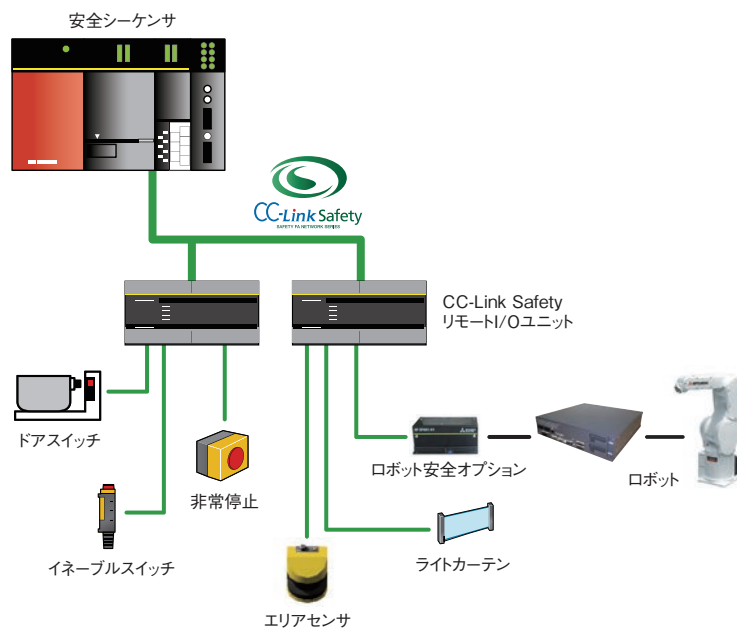 安全シーケンサ
CC-Link Safety
SAFETY FA NETWORK SERIES
CC-Link Safety
リモートI/Oユニット
ドアスイッチ
非常停止
イネーブルスイッチ
ロボット安全オプション
ロボット
ライトカーテン
エリアセンサ